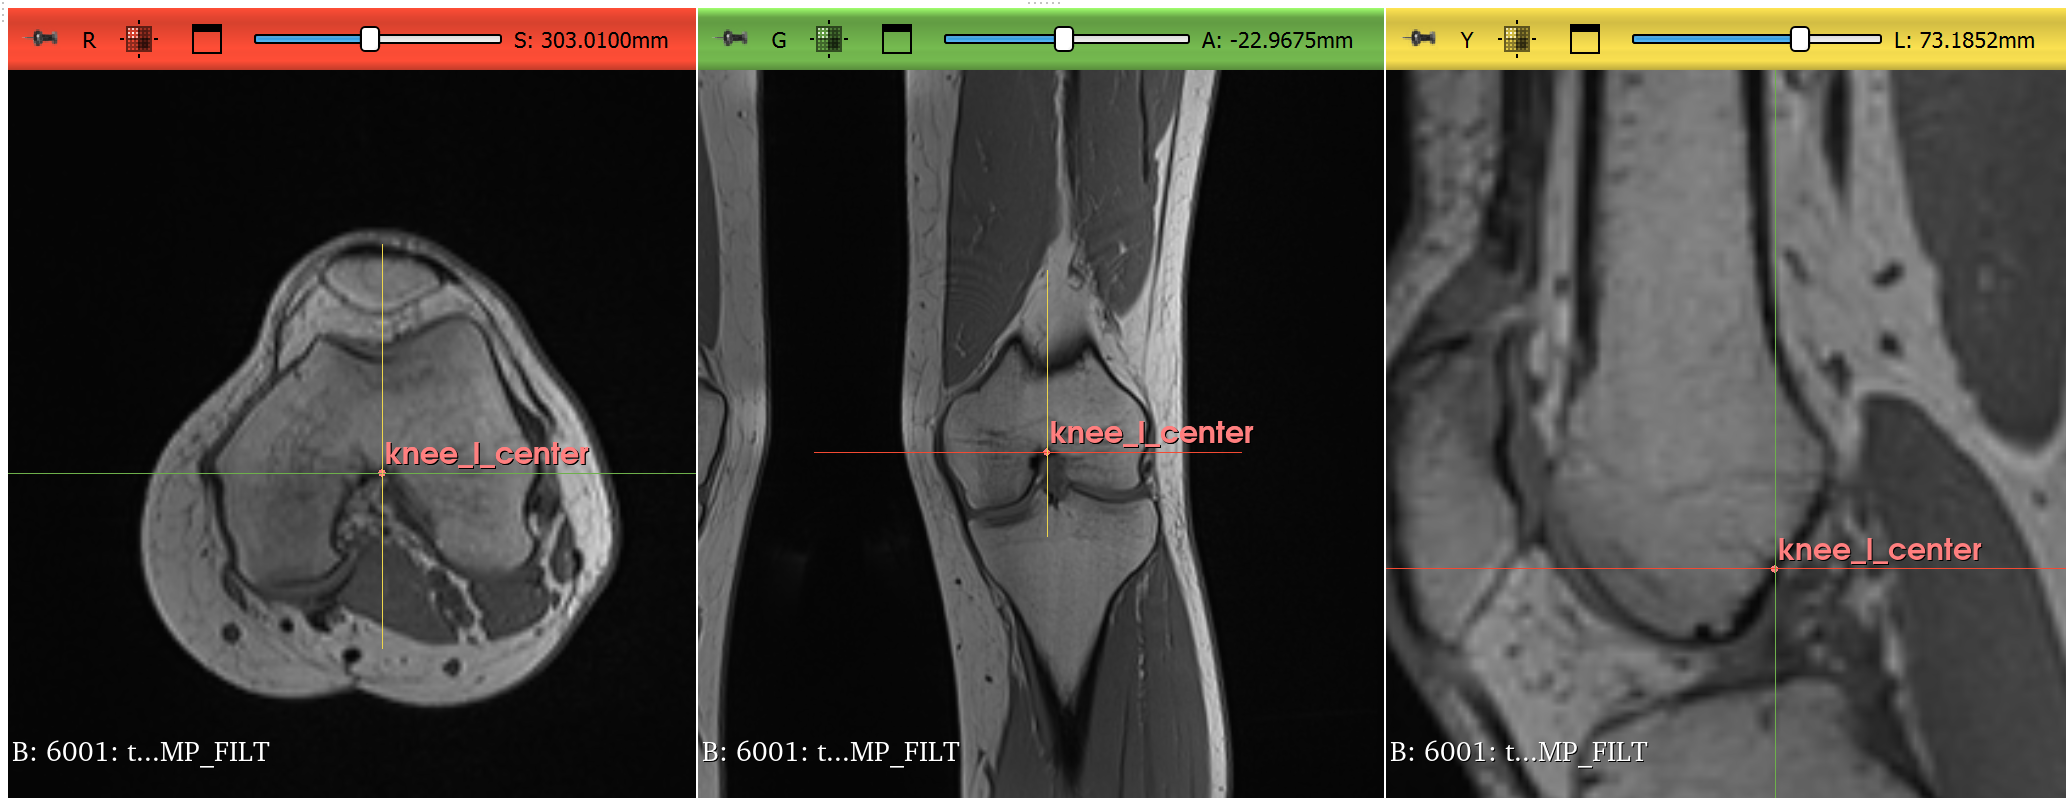 R S: 303.0100mm
G A: -22.9675mm
Y L: 73.1852mm
knee_l_center
knee_l_center
knee_l_center
B: 6001: t...MP_FILT
B: 6001: t...MP_FILT
B: 6001: t...MP_FILT